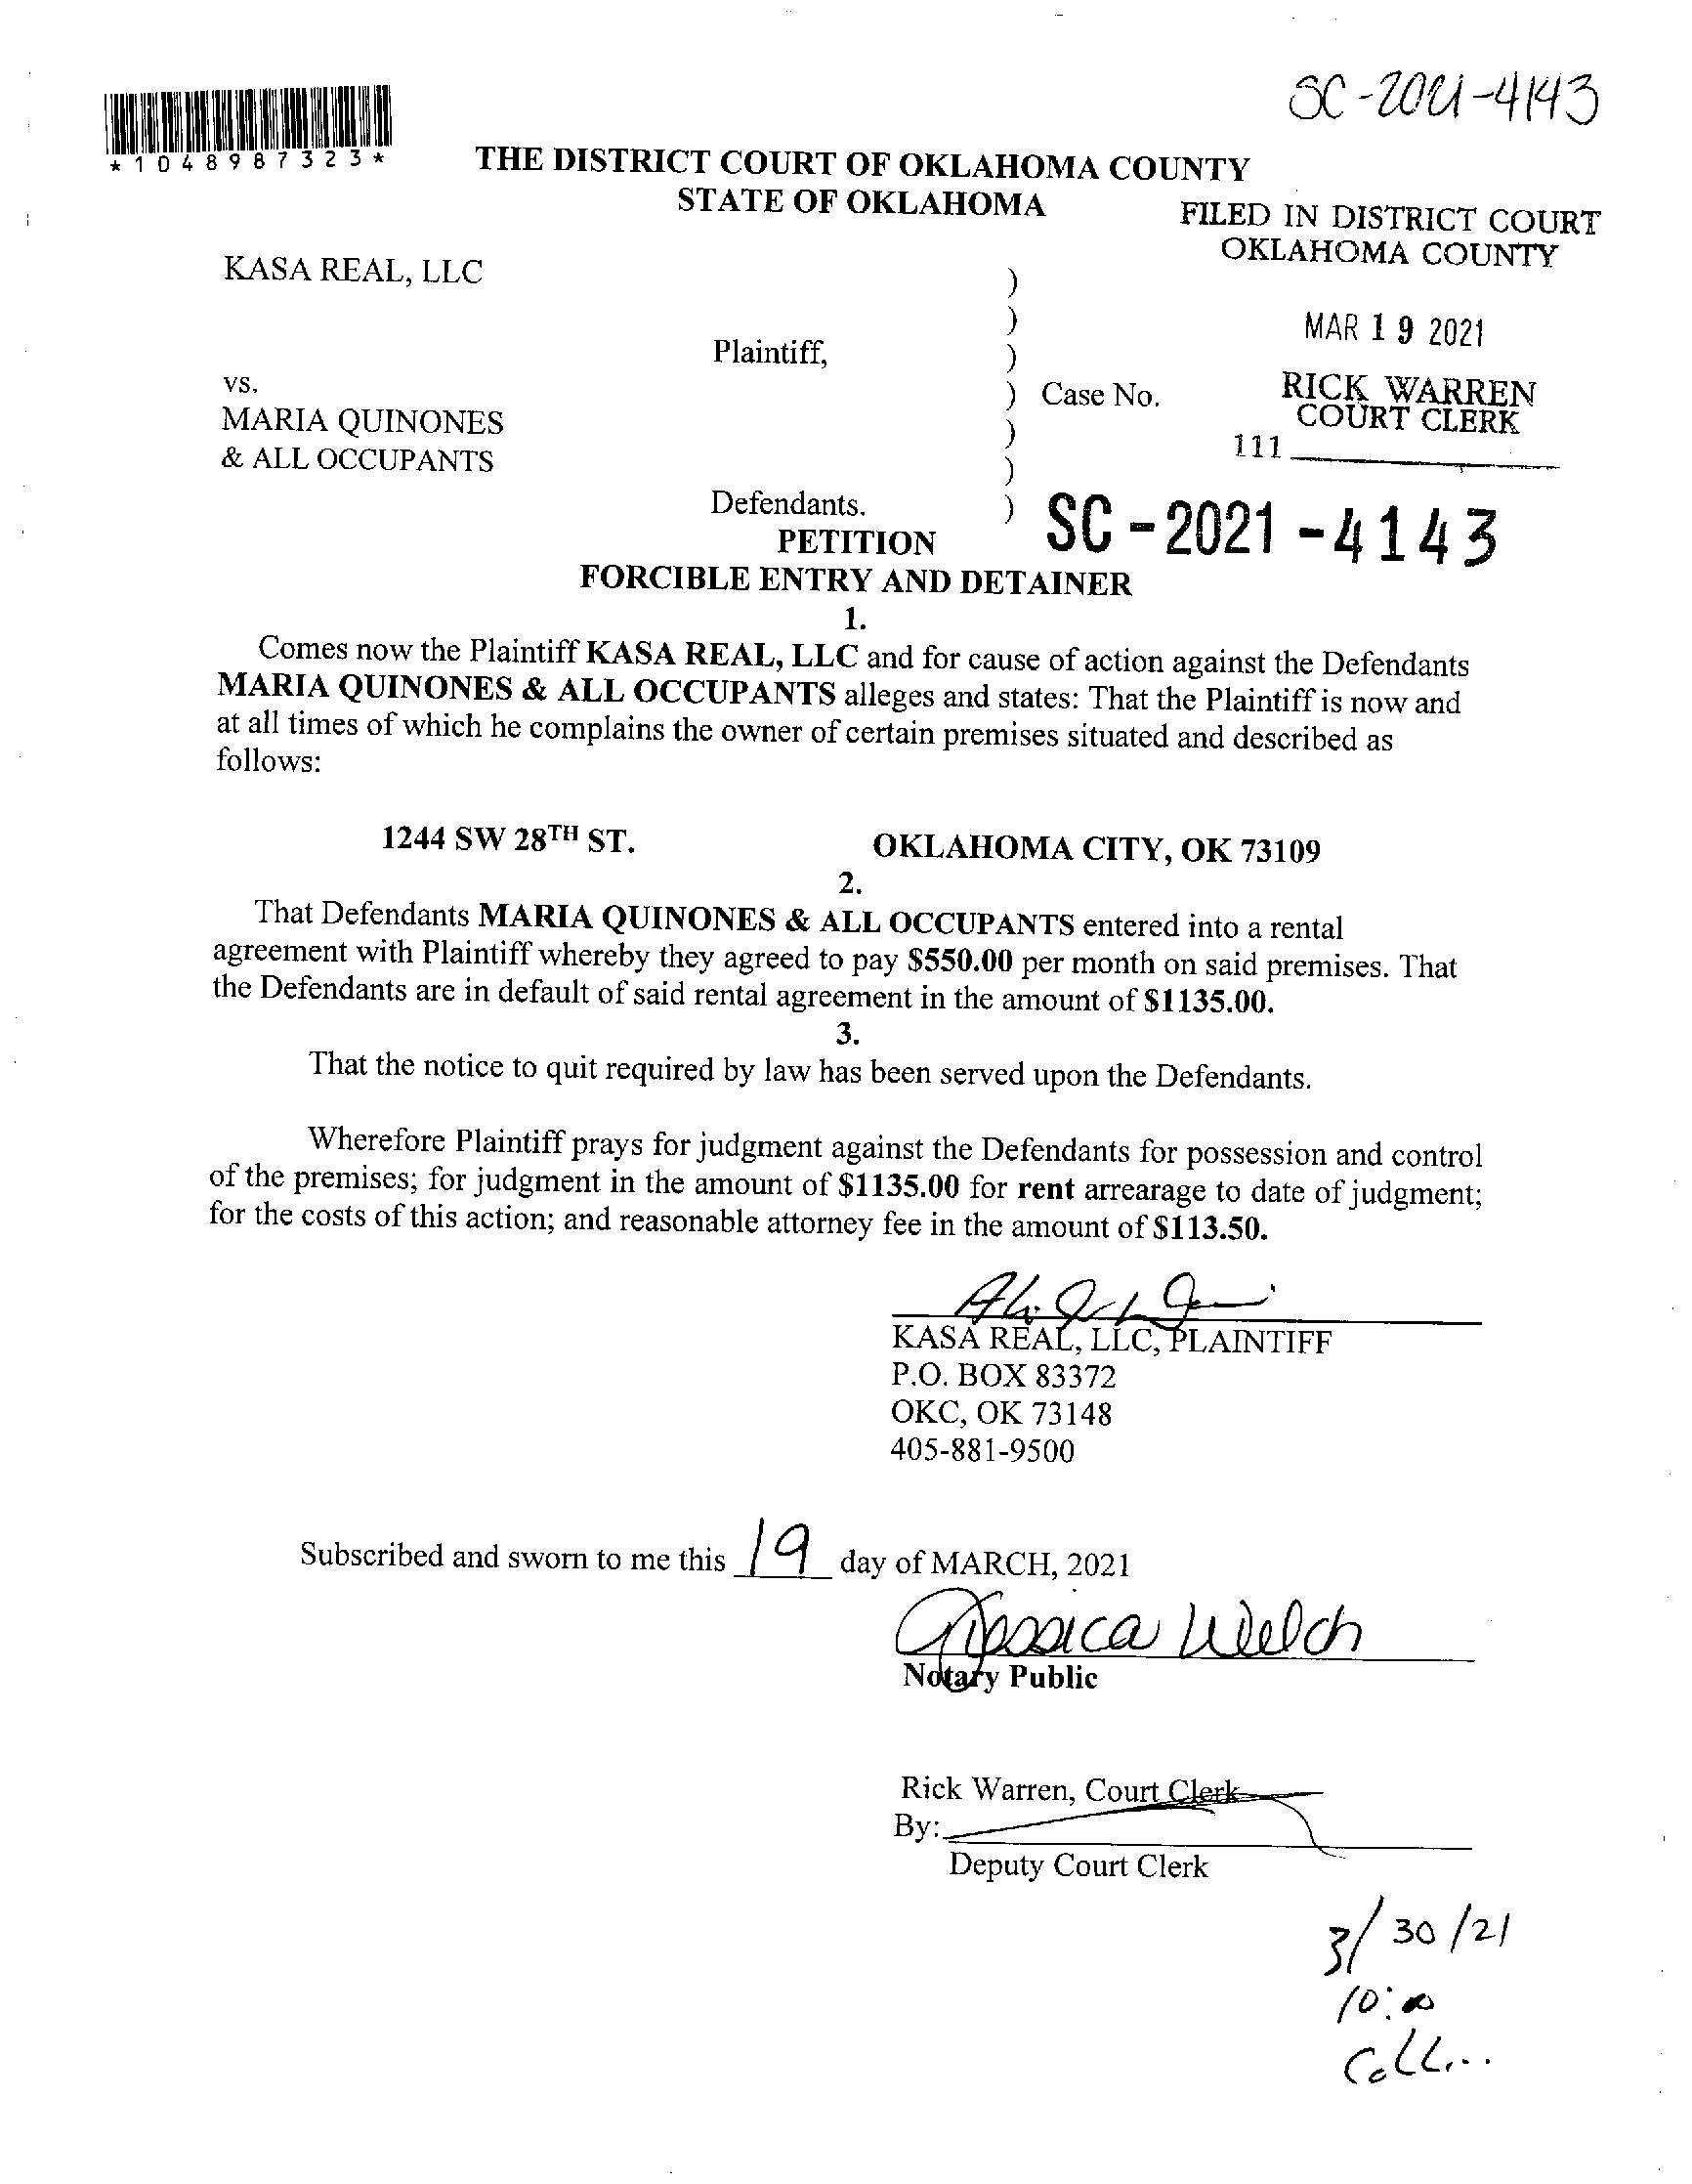 SC-2021-4143
*1048987323*
THE DISTRICT COURT OF OKLAHOMA COUNTY
STATE OF OKLAHOMA
FILED IN DISTRICT COURT
OKLAHOMA COUNTY
KASA REAL, LLC )
)
MAR 19 2021
Plaintiff, )
vs. ) Case No.
RICK WARREN
COURT CLERK
MARIA QUINONES )
111
& ALL OCCUPANTS )
Defendants. )
SC-2021-4143
PETITION
FORCIBLE ENTRY AND DETAINER
1.
Comes now the Plaintiff KASA REAL, LLC and for cause of action against the Defendants
MARIA QUINONES & ALL OCCUPANTS alleges and states: That the Plaintiff is now and
at all times of which he complains the owner of certain premises situated and described as
follows:
1244 SW 28TH ST. OKLAHOMA CITY, OK 73109
2.
That Defendants MARIA QUINONES & ALL OCCUPANTS entered into a rental
agreement with Plaintiff whereby they agreed to pay $550.00 per month on said premises. That
the Defendants are in default of said rental agreement in the amount of $1135.00.
3.
That the notice to quit required by law has been served upon the Defendants.
Wherefore Plaintiff prays for judgment against the Defendants for possession and control
of the premises; for judgment in the amount of $1135.00 for rent arrearage to date of judgment;
for the costs of this action; and reasonable attorney fee in the amount of $113.50.
KASA REAL, LLC, PLAINTIFF
P.O. BOX 83372
OKC, OK 73148
405-881-9500
Subscribed and sworn to me this 19 day of MARCH, 2021
Jessica Welch
Notary Public
Rick Warren, Court Clerk
By:
Deputy Court Clerk
3/30/21
10:00